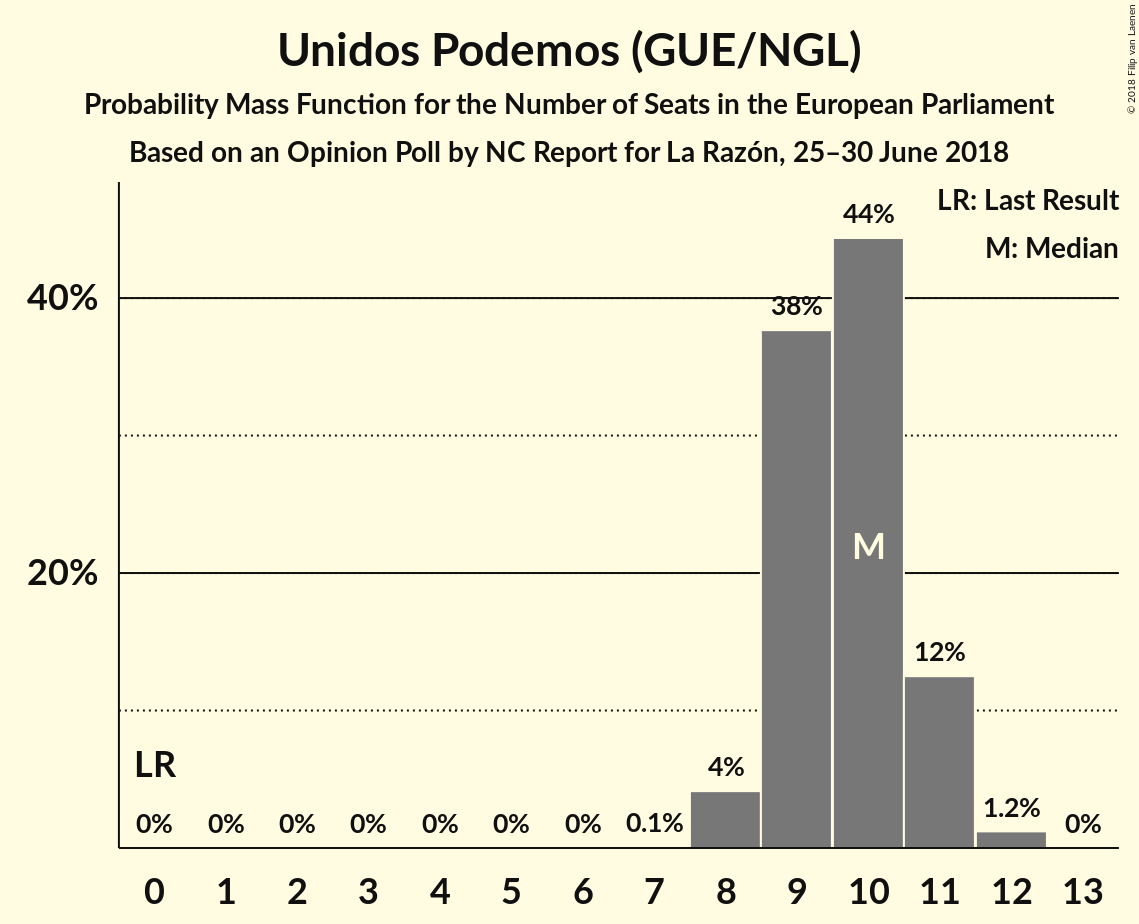 Unidos Podemos (GUE/NGL)
Probability Mass Function for the Number of Seats in the European Parliament
Based on an Opinion Poll by NC Report for La Razón, 25–30 June 2018
© 2018 Filip van Laenen
LR: Last Result
M: Median
44%
40%
38%
M
20%
12%
LR
4%
0% 0% 0% 0% 0% 0% 0% 0.1% 1.2% 0%
0 1 2 3 4 5 6 7 8 9 10 11 12 13